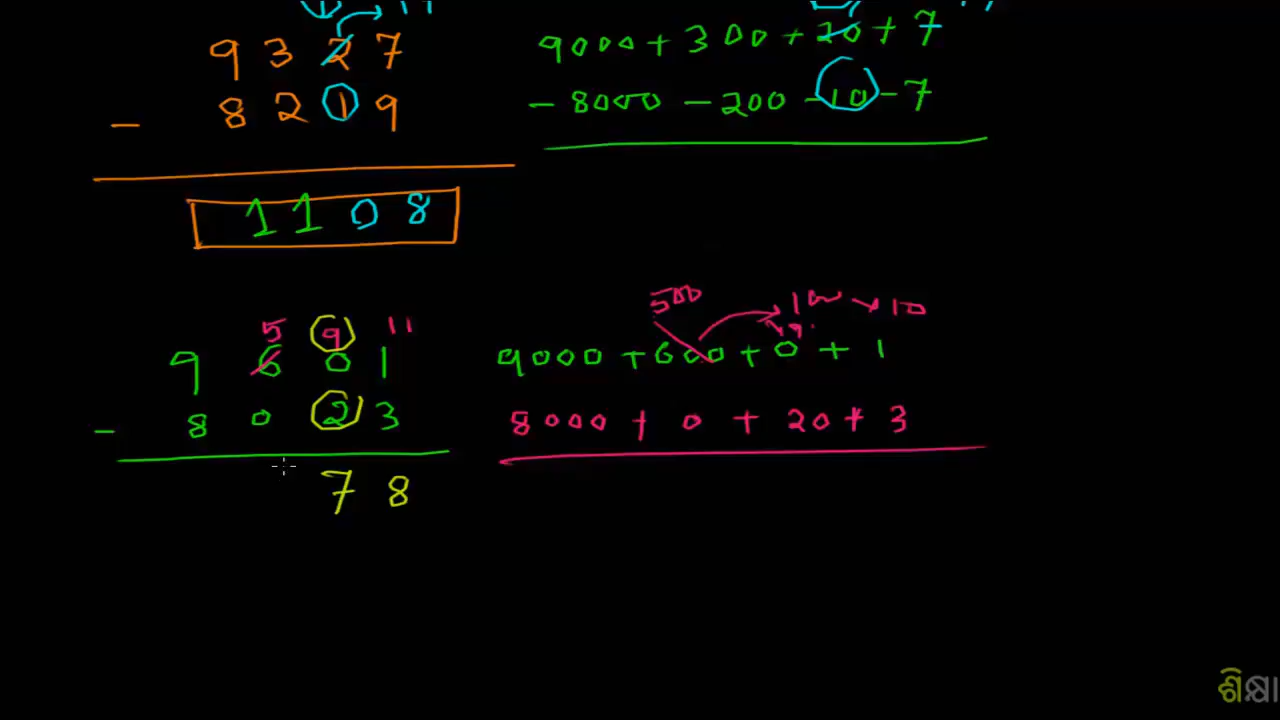 9 3 2 7
- 8 2 1 9
1 1 0 8
9000 + 300 + 20 + 7
- 8000 - 200 - 10 - 7
5 9 11
9 6 0 1
- 8 0 2 3
7 8
500 100 → 10
9000 + 600 + 0 + 1
8000 + 0 + 20 + 3
ଶିକ୍ଷା